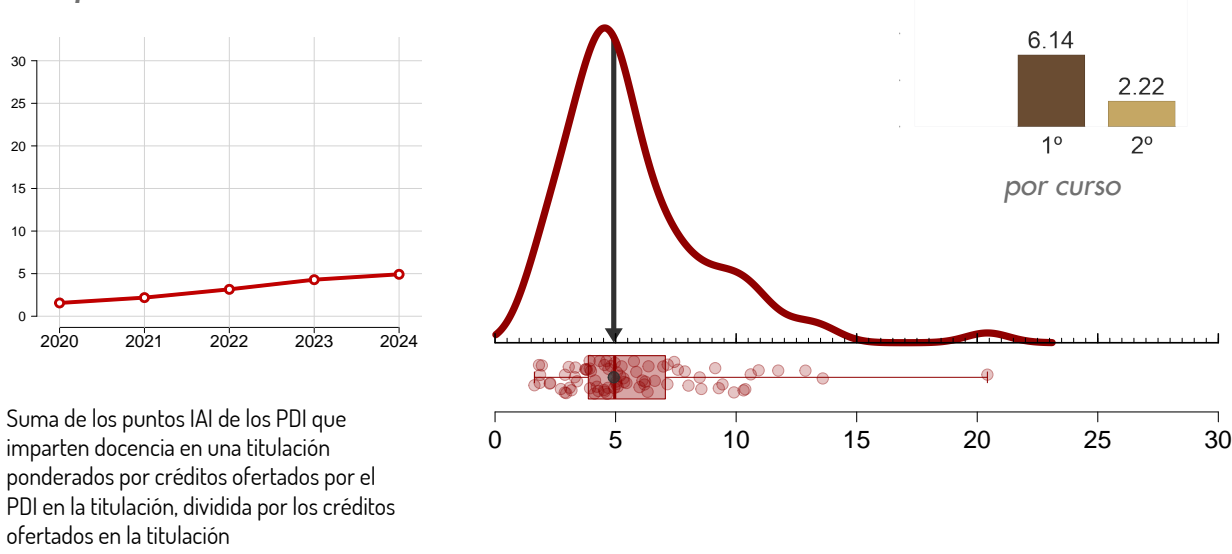 30
25
20
15
10
5
0
2020 2021 2022 2023 2024
6.14
2.22
1º 2º
por curso
0 5 10 15 20 25 30
Suma de los puntos IAI de los PDI que
imparten docencia en una titulación
ponderados por créditos ofertados por el
PDI en la titulación, dividida por los créditos
ofertados en la titulación